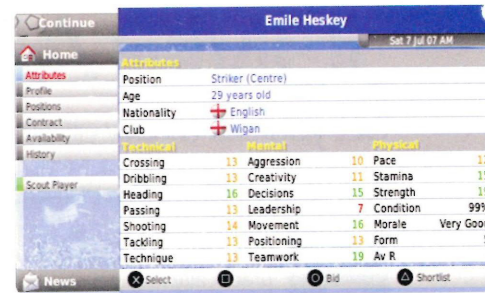 Continue
Emile Heskey
Sat 7 Jul 07 AM
Home
Attributes
Profile
Positions
Contract
Availability
History
Scout Player
News
Attributes
Position Striker (Centre)
Age 29 years old
Nationality English
Club Wigan
Technical Mental Physical
Crossing 13 Aggression 10 Pace
Dribbling 13 Creativity 11 Stamina
Heading 16 Decisions 15 Strength
Passing 13 Leadership 7 Condition 99%
Shooting 14 Movement 16 Morale Very Good
Tackling 13 Positioning 13 Form
Technique 13 Teamwork 19 Av R
Select Bid Shortlist